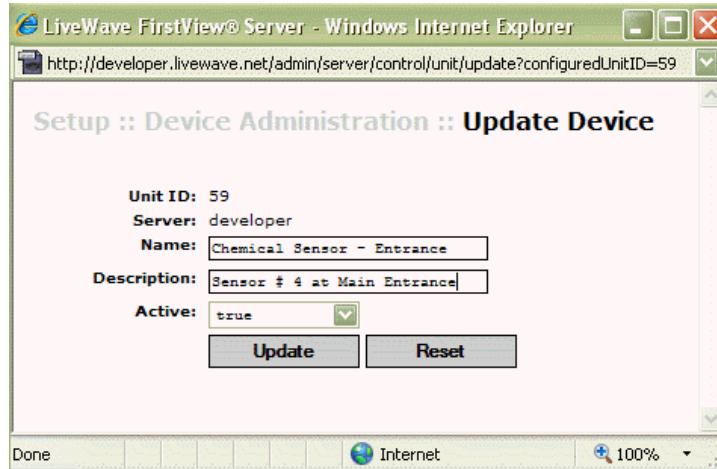 LiveWave FirstView® Server - Windows Internet Explorer
http://developer.livewave.net/admin/server/control/unit/update?configuredUnitID=59
Setup :: Device Administration :: Update Device
Unit ID: 59
Server: developer
Name: Chemical Sensor - Entrance
Description: Sensor # 4 at Main Entrance
Active: true
Update Reset
Done Internet 100%